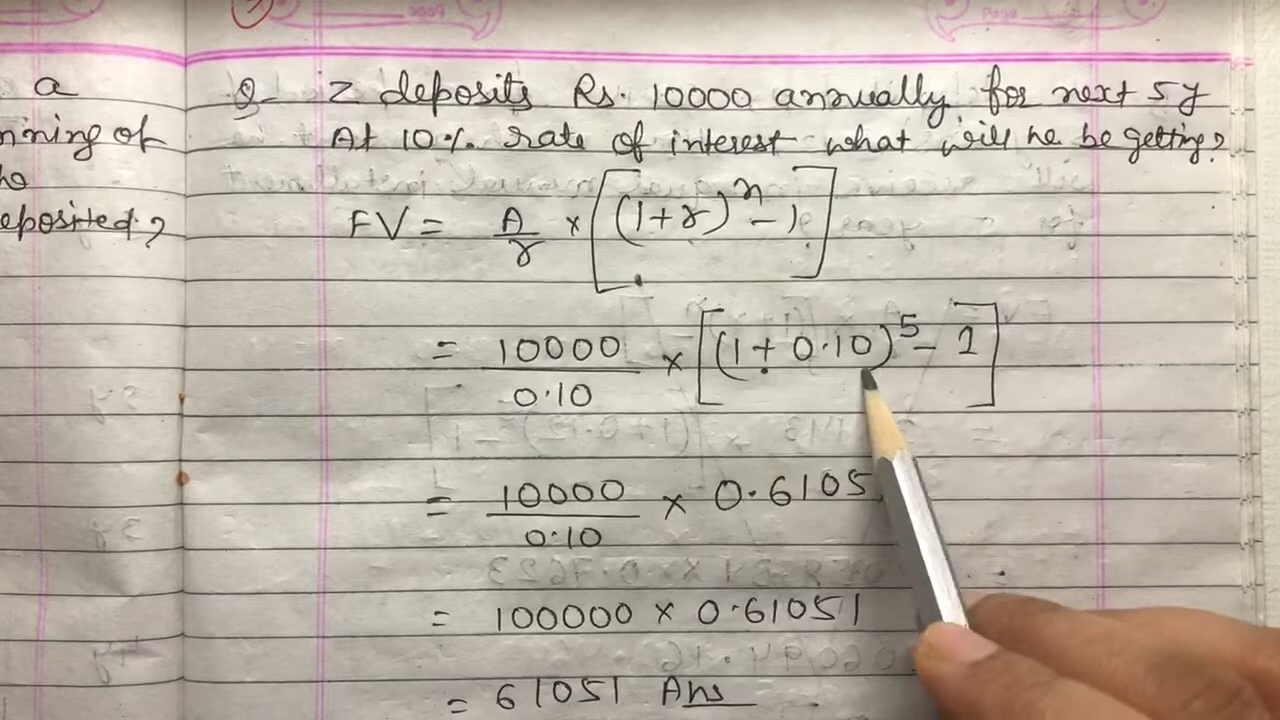 a
nning of
he
eposited?
Q- Z deposits Rs. 10000 annually for next 5 y
At 10% rate of interest what will he be getting?
FV = A/r × [(1+r)^n - 1]
= 10000/0.10 × [(1 + 0.10)^5 - 1]
= 10000/0.10 × 0.6105
= 100000 × 0.61051
= 61051 Ans